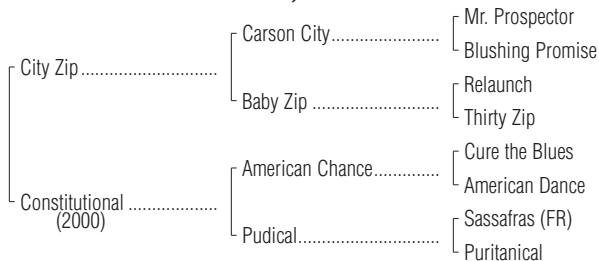 Mr. Prospector
Carson City..................
Blushing Promise
City Zip.......................
Relaunch
Baby Zip .....................
Thirty Zip
Cure the Blues
American Chance...........
American Dance
Constitutional ...............
(2000)
Sassafras (FR)
Pudical........................
Puritanical